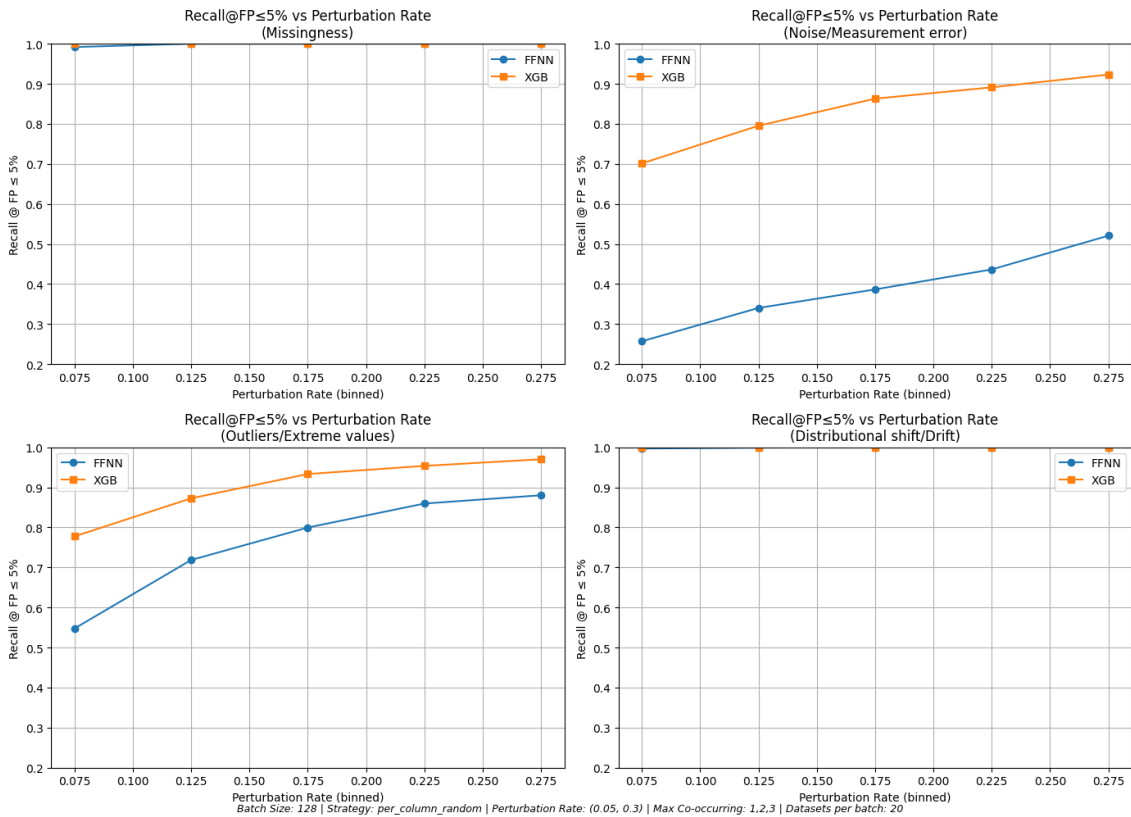 Recall@FP≤5% vs Perturbation Rate
(Missingness)
Recall @ FP ≤ 5%
1.0
0.9
0.8
0.7
0.6
0.5
0.4
0.3
0.2
FFNN
XGB
0.075 0.100 0.125 0.150 0.175 0.200 0.225 0.250 0.275
Perturbation Rate (binned)
Recall@FP≤5% vs Perturbation Rate
(Noise/Measurement error)
Recall @ FP ≤ 5%
1.0
0.9
0.8
0.7
0.6
0.5
0.4
0.3
0.2
FFNN
XGB
0.075 0.100 0.125 0.150 0.175 0.200 0.225 0.250 0.275
Perturbation Rate (binned)
Recall@FP≤5% vs Perturbation Rate
(Outliers/Extreme values)
Recall @ FP ≤ 5%
1.0
0.9
0.8
0.7
0.6
0.5
0.4
0.3
0.2
FFNN
XGB
0.075 0.100 0.125 0.150 0.175 0.200 0.225 0.250 0.275
Perturbation Rate (binned)
Recall@FP≤5% vs Perturbation Rate
(Distributional shift/Drift)
Recall @ FP ≤ 5%
1.0
0.9
0.8
0.7
0.6
0.5
0.4
0.3
0.2
FFNN
XGB
0.075 0.100 0.125 0.150 0.175 0.200 0.225 0.250 0.275
Perturbation Rate (binned)
Batch Size: 128 | Strategy: per_column_random | Perturbation Rate: (0.05, 0.3) | Max Co-occurring: 1,2,3 | Datasets per batch: 20